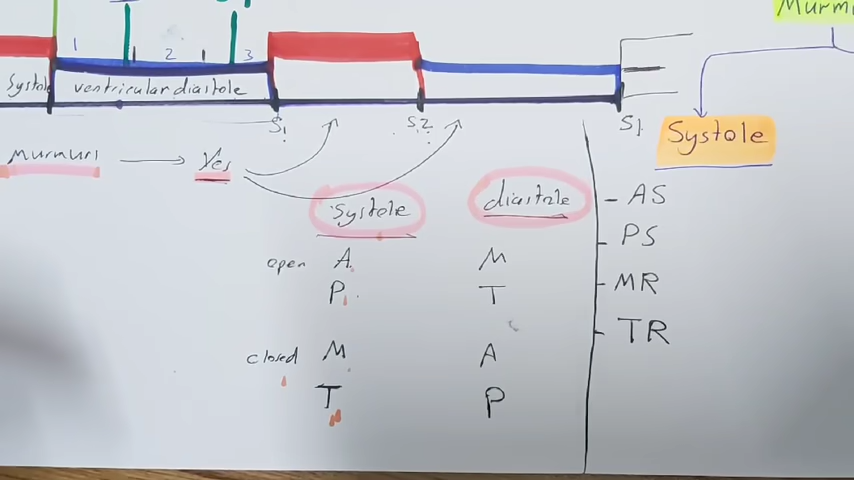 Murmu
1 2 3
Systole ventricular diastole
S1 S2 S1
Systole
Murmurs → Yes
Systole diastole
- AS
open A M
- PS
P T
- MR
- TR
closed M A
T P